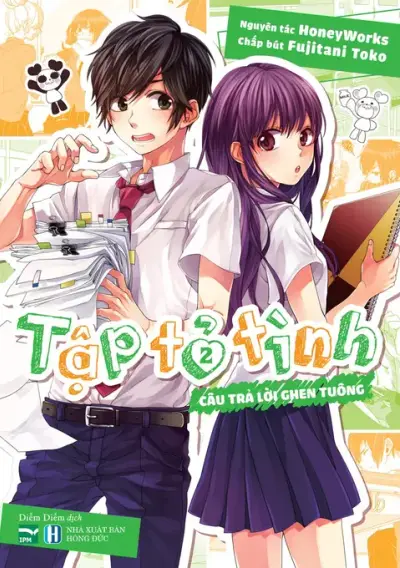 Nguyên tác HoneyWorks
Chấp bút Fujitani Toko
Tập tỏ tình
2
CÂU TRẢ LỜI GHEN TUÔNG
Diễm Diễm dịch
IPM
H
NHÀ XUẤT BẢN
HỒNG ĐỨC